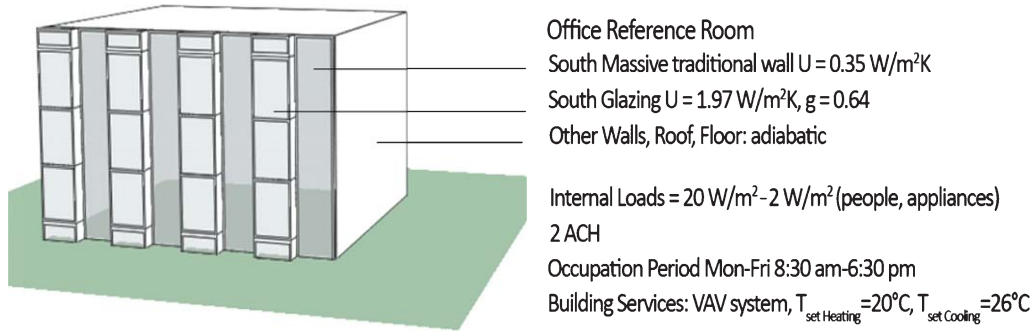 Office Reference Room
South Massive traditional wall U = 0.35 W/m²K
South Glazing U = 1.97 W/m²K, g = 0.64
Other Walls, Roof, Floor: adiabatic
Internal Loads = 20 W/m² - 2 W/m² (people, appliances)
2 ACH
Occupation Period Mon-Fri 8:30 am-6:30 pm
Building Services: VAV system, T set Heating =20°C, T set Cooling =26°C